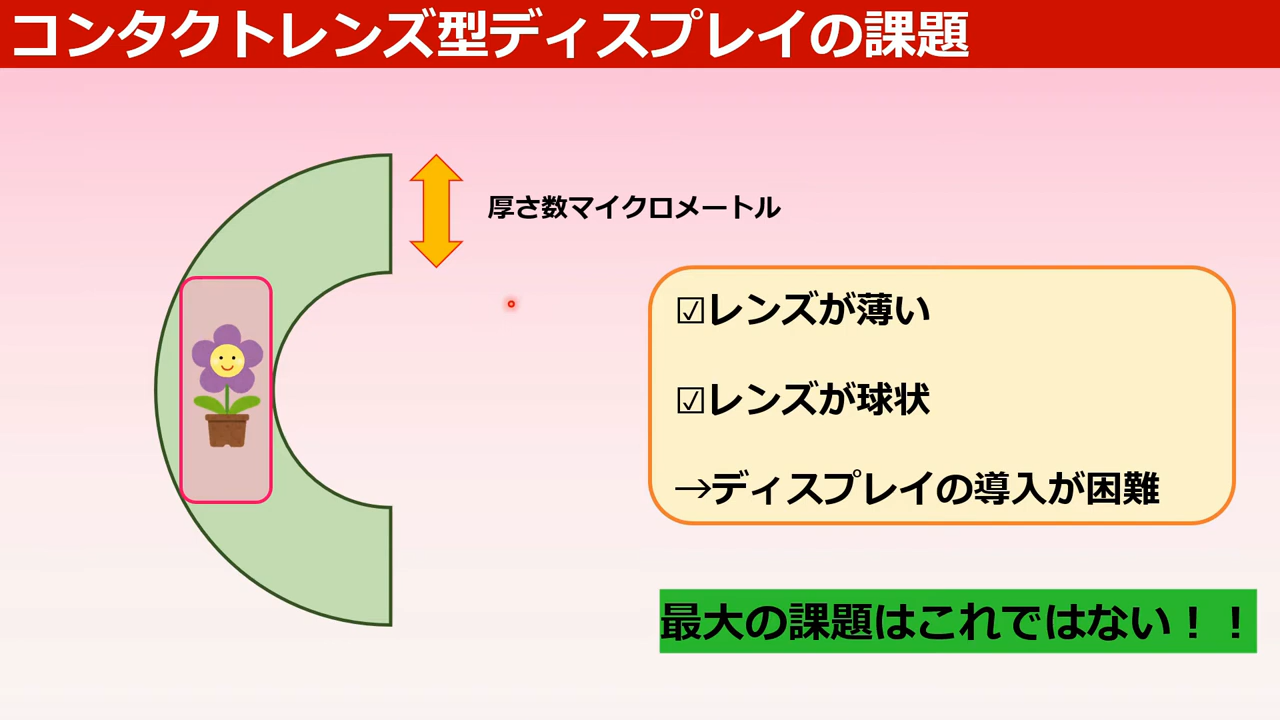 コンタクトレンズ型ディスプレイの課題
厚さ数マイクロメートル
☑レンズが薄い
☑レンズが球状
→ディスプレイの導入が困難
最大の課題はこれではない！！